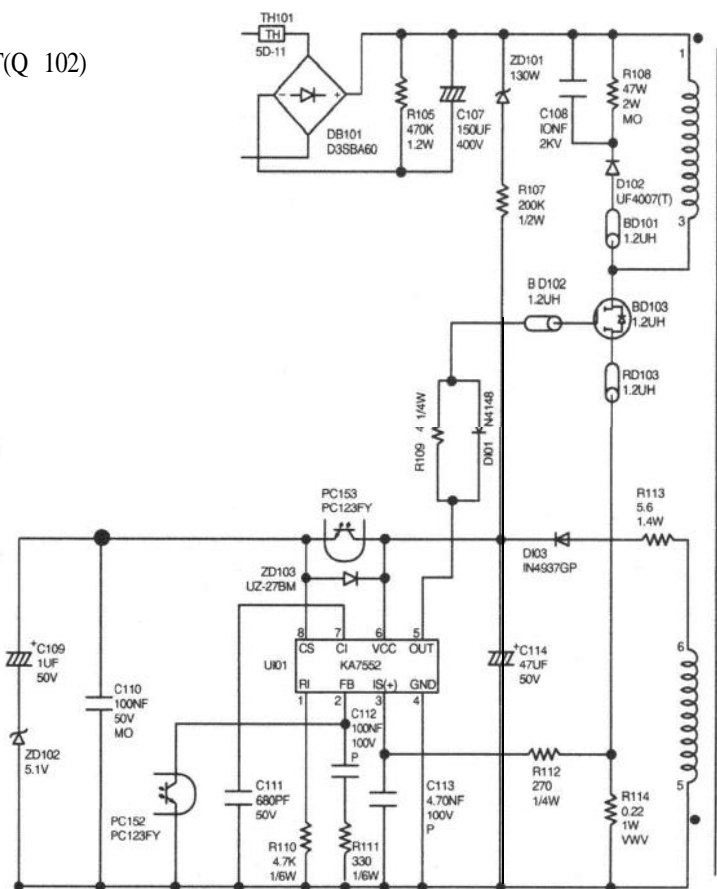 TH101
TH
5D-11
T(Q 102)
DB101
D3SBA60
R105
470K
1.2W
C107
150UF
400V
ZD101
130W
C108
IONF
2KV
R108
47W
2W
MO
1
D102
UF4007(T)
R107
200K
1/2W
BD101
1.2UH
3
B D102
1.2UH
BD103
1.2UH
RD103
1.2UH
R109 4 1/4W
DI01 N4148
PC153
PC123FY
R113
5.6
1.4W
ZD103
UZ-27BM
DI03
IN4937GP
8 7 6 5
CS CI VCC OUT
UI01 KA7552
RI FB IS(+) GND
1 2 3 4
+C109
1UF
50V
C110
100NF
50V
MO
+C114
47UF
50V
6
ZD102
5.1V
C112
100NF
100V
P
R112
270
1/4W
5
PC152
PC123FY
C111
680PF
50V
C113
4.70NF
100V
P
R114
0.22
1W
VWV
R110
4.7K
1/6W
R111
330
1/6W